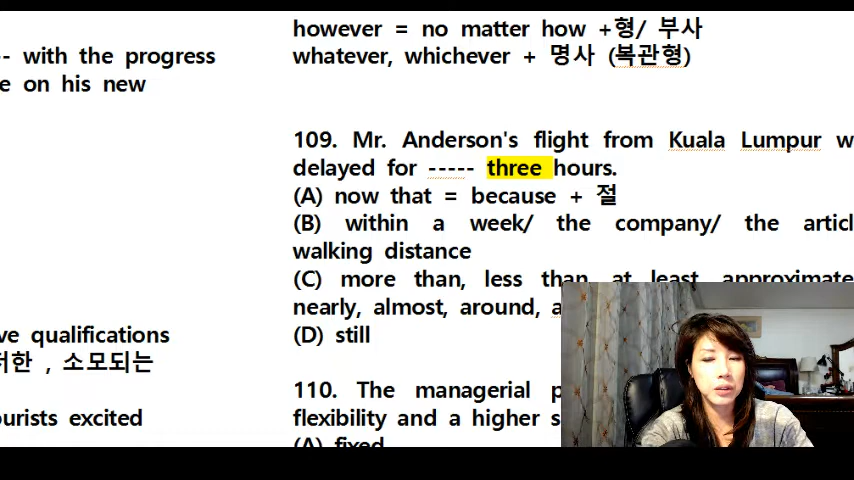 however = no matter how +형/ 부사
-- with the progress
whatever, whichever + 명사 (복관형)
e on his new
109. Mr. Anderson's flight from Kuala Lumpur w
delayed for ----- three hours.
(A) now that = because + 절
(B) within a week/ the company/ the articl
walking distance
(C) more than, less than, at least, approximate
nearly, almost, around, a
ve qualifications
(D) still
한 , 소모되는
110. The managerial p
ourists excited
flexibility and a higher s
(A) fixed